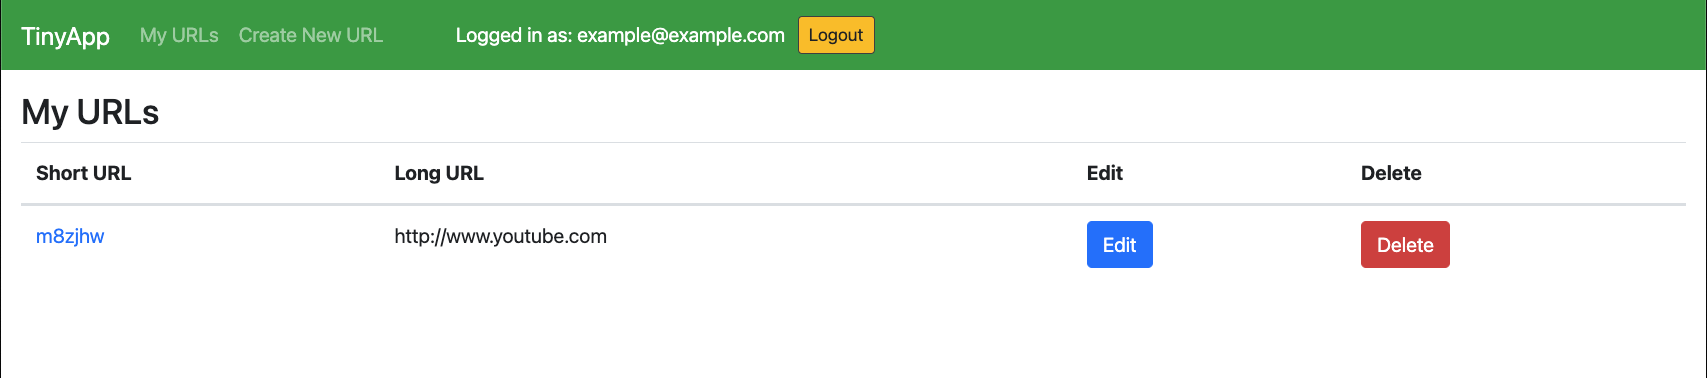 TinyApp My URLs Create New URL Logged in as: example@example.com Logout
My URLs
Short URL Long URL Edit Delete
m8zjhw http://www.youtube.com Edit Delete